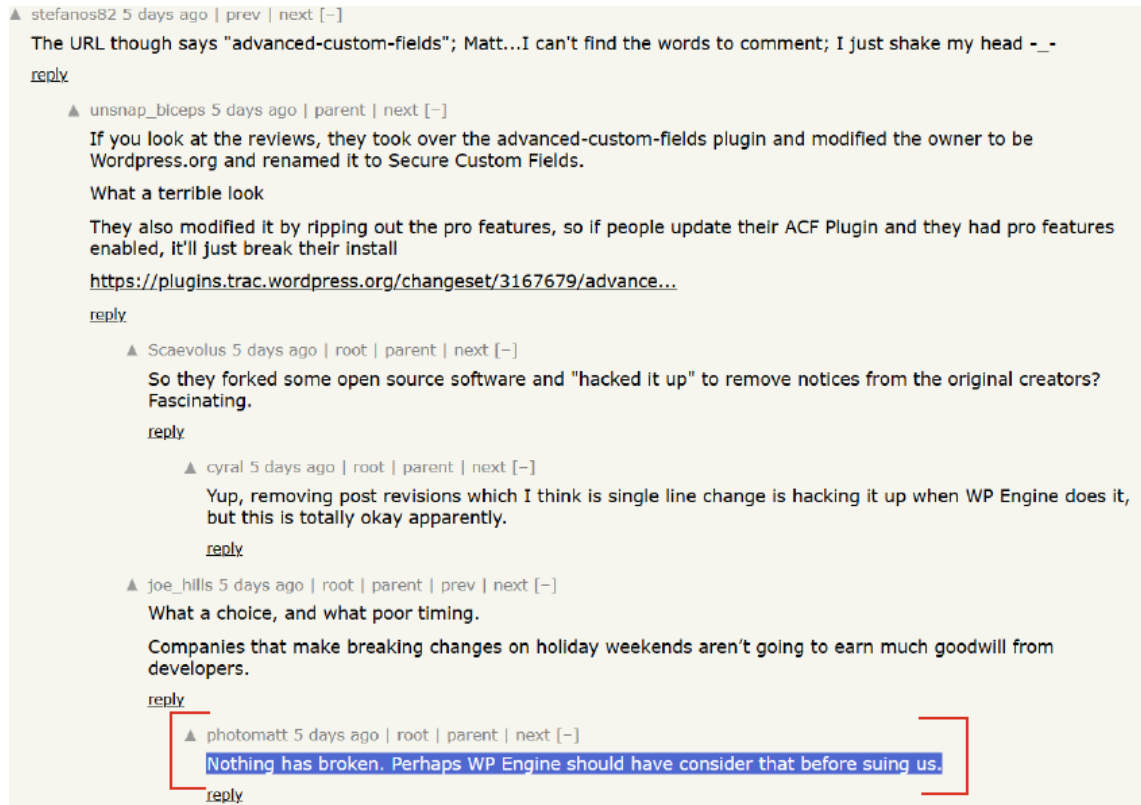 ▲ stefanos82 5 days ago | prev | next [–]
The URL though says "advanced-custom-fields"; Matt...I can't find the words to comment; I just shake my head -_-
reply
▲ unsnap_biceps 5 days ago | parent | next [–]
If you look at the reviews, they took over the advanced-custom-fields plugin and modified the owner to be
Wordpress.org and renamed it to Secure Custom Fields.
What a terrible look
They also modified it by ripping out the pro features, so if people update their ACF Plugin and they had pro features
enabled, it'll just break their install
https://plugins.trac.wordpress.org/changeset/3167679/advance...
reply
▲ Scaevolus 5 days ago | root | parent | next [–]
So they forked some open source software and "hacked it up" to remove notices from the original creators?
Fascinating.
reply
▲ cyral 5 days ago | root | parent | next [–]
Yup, removing post revisions which I think is single line change is hacking it up when WP Engine does it,
but this is totally okay apparently.
reply
▲ joe_hills 5 days ago | root | parent | prev | next [–]
What a choice, and what poor timing.
Companies that make breaking changes on holiday weekends aren't going to earn much goodwill from
developers.
reply
▲ photomatt 5 days ago | root | parent | next [–]
Nothing has broken. Perhaps WP Engine should have consider that before suing us.
reply